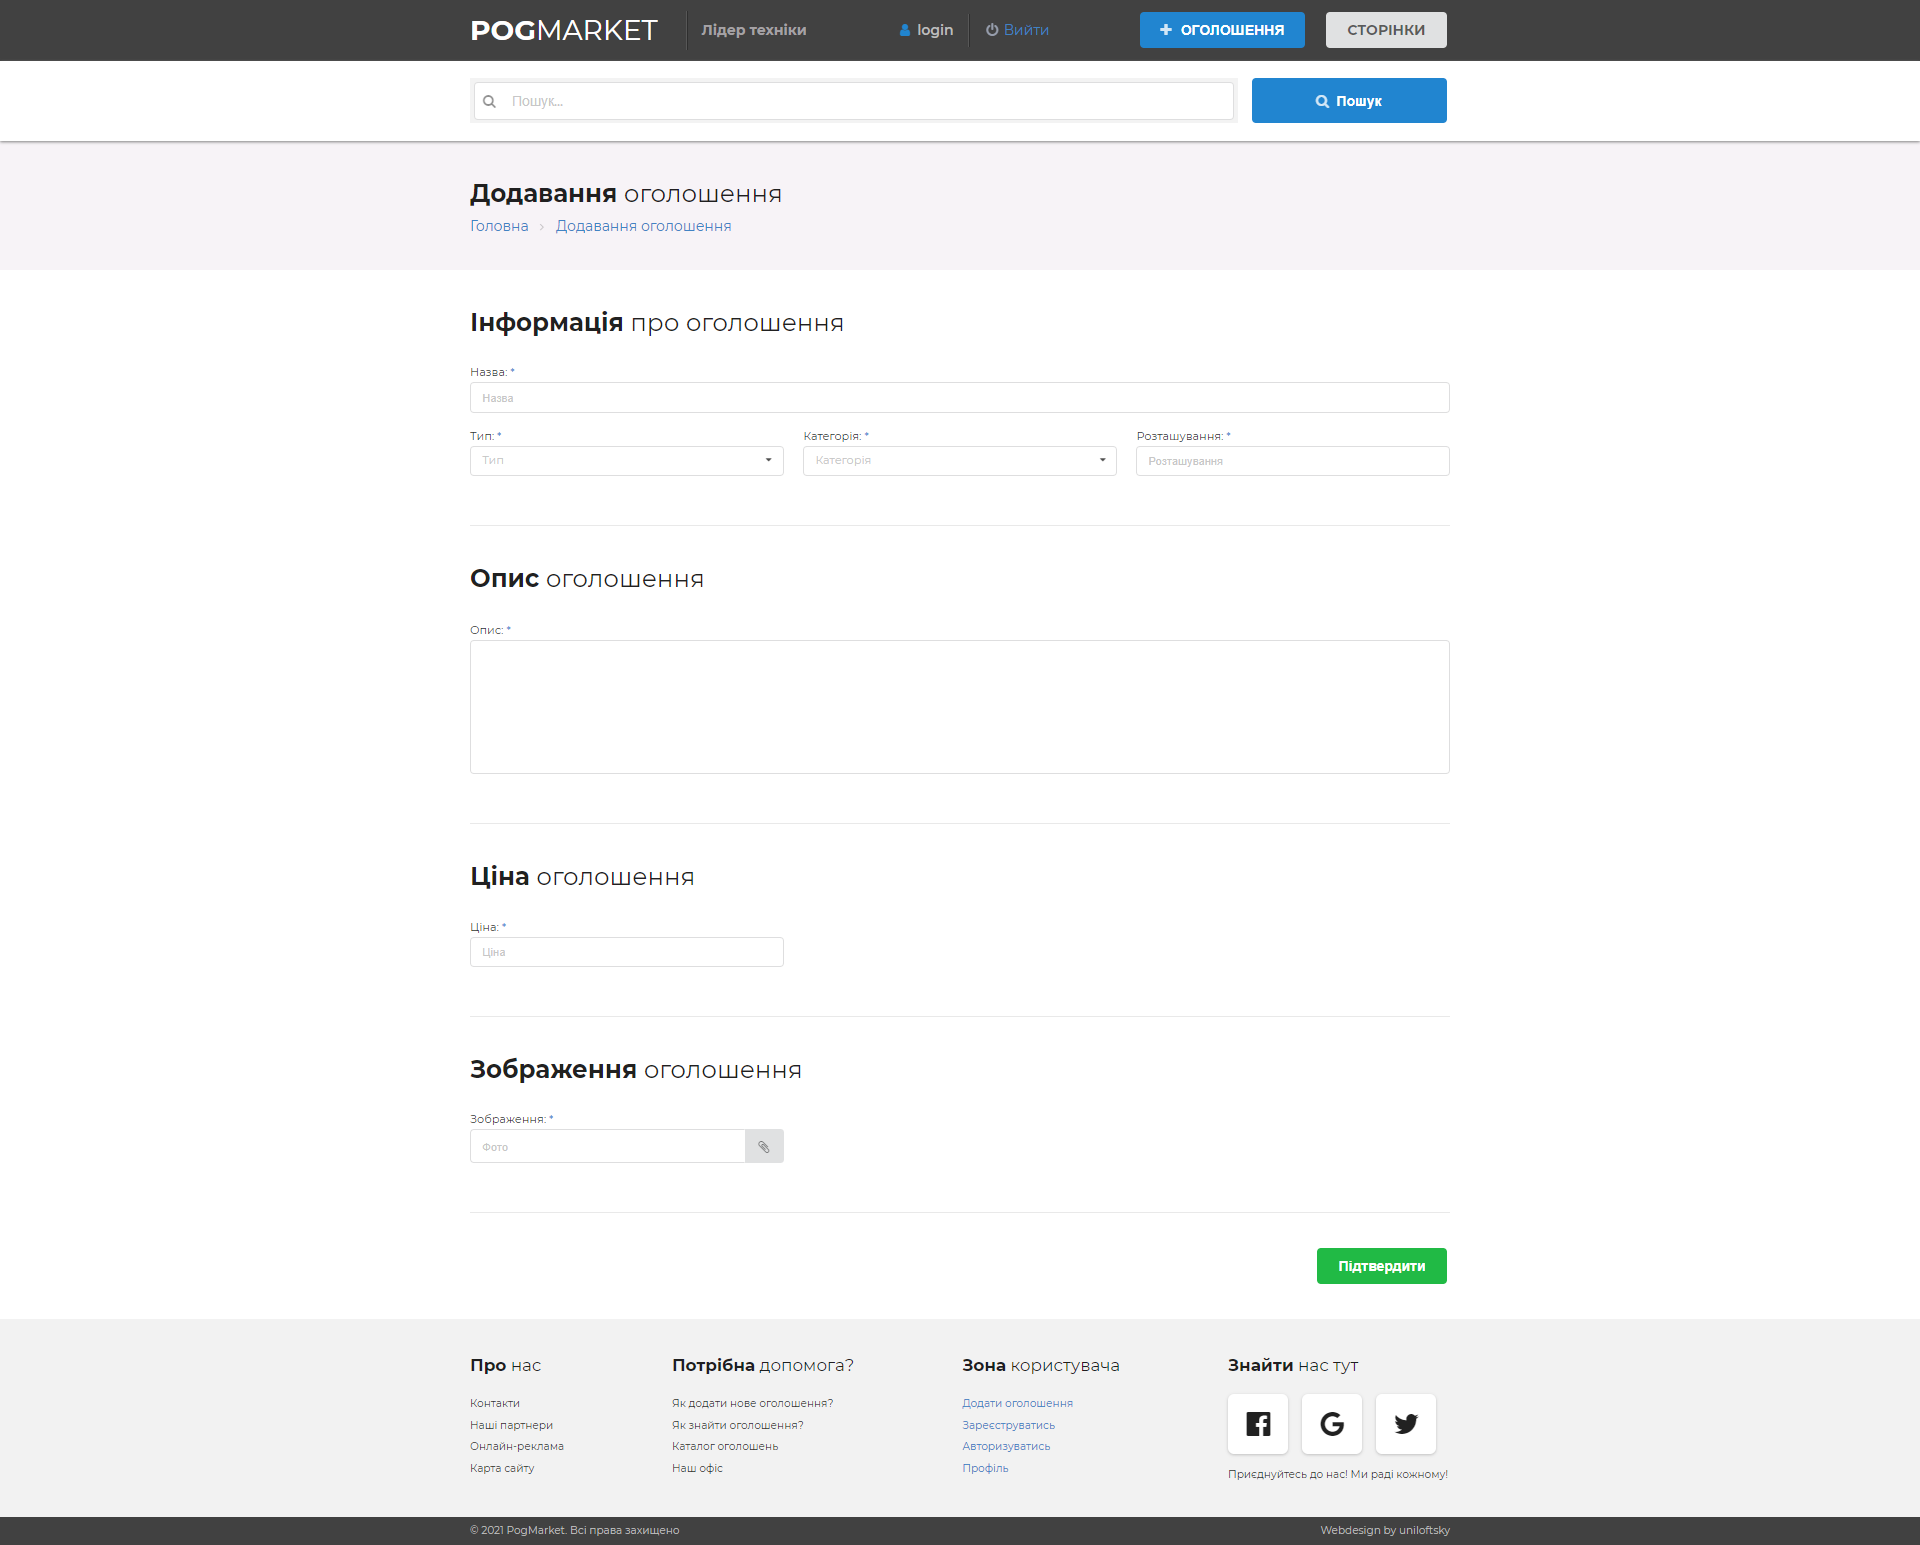 POGMARKET
Лідер техніки
login
Вийти
ОГОЛОШЕННЯ
СТОРІНКИ
Пошук...
Пошук
Додавання оголошення
Головна › Додавання оголошення
Інформація про оголошення
Назва: *
Назва
Тип: * Категорія: * Розташування: *
Тип Категорія Розташування
Опис оголошення
Опис: *
Ціна оголошення
Ціна: *
Ціна
Зображення оголошення
Зображення: *
Фото
Підтвердити
Про нас
Контакти
Наші партнери
Онлайн-реклама
Карта сайту
Потрібна допомога?
Як додати нове оголошення?
Як знайти оголошення?
Каталог оголошень
Наш офіс
Зона користувача
Додати оголошення
Зареєструватись
Авторизуватись
Профіль
Знайти нас тут
Приєднуйтесь до нас! Ми раді кожному!
© 2021 PogMarket. Всі права захищено
Webdesign by uniloftsky